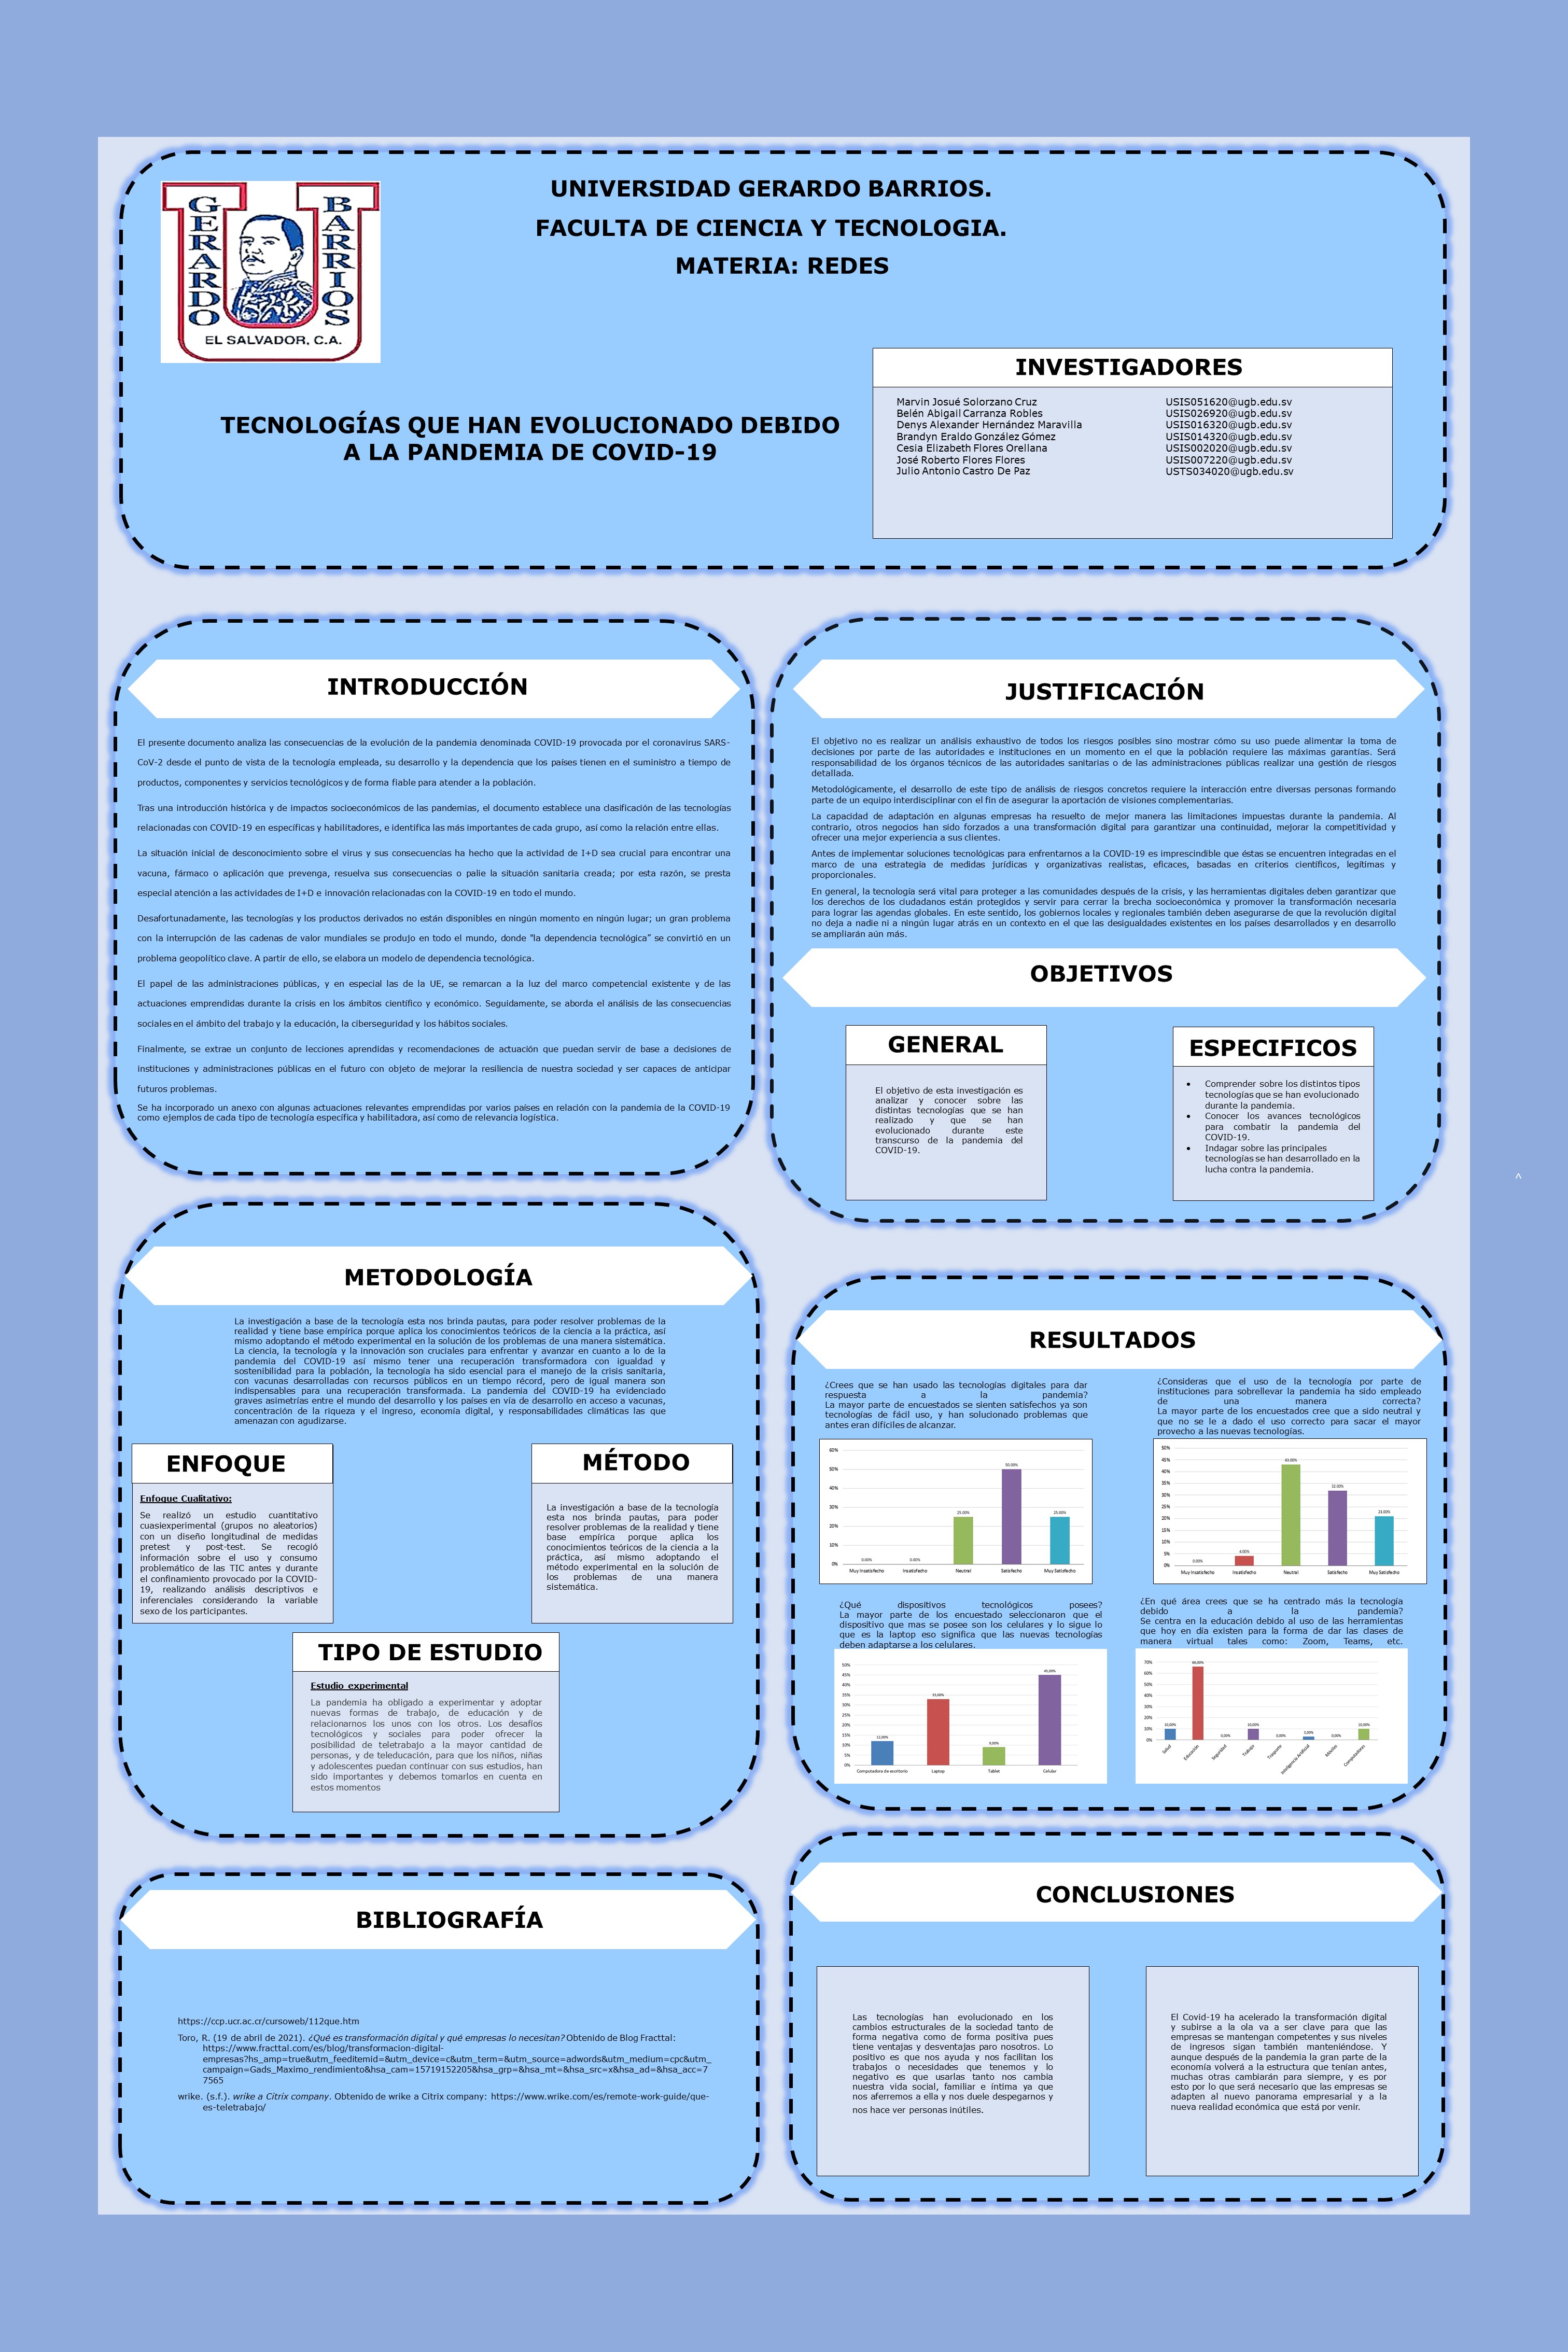 GERARDO
BARRIOS
EL SALVADOR, C.A.
UNIVERSIDAD GERARDO BARRIOS.
FACULTA DE CIENCIA Y TECNOLOGIA.
MATERIA: REDES
TECNOLOGÍAS QUE HAN EVOLUCIONADO DEBIDO
A LA PANDEMIA DE COVID-19
INVESTIGADORES
Marvin Josué Solorzano Cruz USIS051620@ugb.edu.sv
Belén Abigail Carranza Robles USIS026920@ugb.edu.sv
Denys Alexander Hernández Maravilla USIS016320@ugb.edu.sv
Brandyn Eraldo González Gómez USIS014320@ugb.edu.sv
Cesia Elizabeth Flores Orellana USIS002020@ugb.edu.sv
José Roberto Flores Flores USIS007220@ugb.edu.sv
Julio Antonio Castro De Paz USTS034020@ugb.edu.sv
INTRODUCCIÓN
El presente documento analiza las consecuencias de la evolución de la pandemia denominada COVID-19 provocada por el coronavirus SARS-
CoV-2 desde el punto de vista de la tecnología empleada, su desarrollo y la dependencia que los países tienen en el suministro a tiempo de
productos, componentes y servicios tecnológicos y de forma fiable para atender a la población.
Tras una introducción histórica y de impactos socioeconómicos de las pandemias, el documento establece una clasificación de las tecnologías
relacionadas con COVID-19 en específicas y habilitadores, e identifica las más importantes de cada grupo, así como la relación entre ellas.
La situación inicial de desconocimiento sobre el virus y sus consecuencias ha hecho que la actividad de I+D sea crucial para encontrar una
vacuna, fármaco o aplicación que prevenga, resuelva sus consecuencias o palie la situación sanitaria creada; por esta razón, se presta
especial atención a las actividades de I+D e innovación relacionadas con la COVID-19 en todo el mundo.
Desafortunadamente, las tecnologías y los productos derivados no están disponibles en ningún momento en ningún lugar; un gran problema
con la interrupción de las cadenas de valor mundiales se produjo en todo el mundo, donde "la dependencia tecnológica” se convirtió en un
problema geopolítico clave. A partir de ello, se elabora un modelo de dependencia tecnológica.
El papel de las administraciones públicas, y en especial las de la UE, se remarcan a la luz del marco competencial existente y de las
actuaciones emprendidas durante la crisis en los ámbitos científico y económico. Seguidamente, se aborda el análisis de las consecuencias
sociales en el ámbito del trabajo y la educación, la ciberseguridad y los hábitos sociales.
Finalmente, se extrae un conjunto de lecciones aprendidas y recomendaciones de actuación que puedan servir de base a decisiones de
instituciones y administraciones públicas en el futuro con objeto de mejorar la resiliencia de nuestra sociedad y ser capaces de anticipar
futuros problemas.
Se ha incorporado un anexo con algunas actuaciones relevantes emprendidas por varios países en relación con la pandemia de la COVID-19
como ejemplos de cada tipo de tecnología específica y habilitadora, así como de relevancia logística.
JUSTIFICACIÓN
El objetivo no es realizar un análisis exhaustivo de todos los riesgos posibles sino mostrar cómo su uso puede alimentar la toma de
decisiones por parte de las autoridades e instituciones en un momento en el que la población requiere las máximas garantías. Será
responsabilidad de los órganos técnicos de las autoridades sanitarias o de las administraciones públicas realizar una gestión de riesgos
detallada.
Metodológicamente, el desarrollo de este tipo de análisis de riesgos concretos requiere la interacción entre diversas personas formando
parte de un equipo interdisciplinar con el fin de asegurar la aportación de visiones complementarias.
La capacidad de adaptación en algunas empresas ha resuelto de mejor manera las limitaciones impuestas durante la pandemia. Al
contrario, otros negocios han sido forzados a una transformación digital para garantizar una continuidad, mejorar la competitividad y
ofrecer una mejor experiencia a sus clientes.
Antes de implementar soluciones tecnológicas para enfrentarnos a la COVID-19 es imprescindible que éstas se encuentren integradas en el
marco de una estrategia de medidas jurídicas y organizativas realistas, eficaces, basadas en criterios científicos, legítimas y
proporcionales.
En general, la tecnología será vital para proteger a las comunidades después de la crisis, y las herramientas digitales deben garantizar que
los derechos de los ciudadanos están protegidos y servir para cerrar la brecha socioeconómica y promover la transformación necesaria
para lograr las agendas globales. En este sentido, los gobiernos locales y regionales también deben asegurarse de que la revolución digital
no deja a nadie ni a ningún lugar atrás en un contexto en el que las desigualdades existentes en los países desarrollados y en desarrollo
se ampliarán aún más.
OBJETIVOS
GENERAL
El objetivo de esta investigación es
analizar y conocer sobre las
distintas tecnologías que se han
realizado y que se han
evolucionado durante este
transcurso de la pandemia del
COVID-19.
ESPECIFICOS
• Comprender sobre los distintos tipos
tecnologías que se han evolucionado
durante la pandemia.
• Conocer los avances tecnológicos
para combatir la pandemia del
COVID-19.
• Indagar sobre las principales
tecnologías se han desarrollado en la
lucha contra la pandemia.
^
METODOLOGÍA
La investigación a base de la tecnología esta nos brinda pautas, para poder resolver problemas de la
realidad y tiene base empírica porque aplica los conocimientos teóricos de la ciencia a la práctica, así
mismo adoptando el método experimental en la solución de los problemas de una manera sistemática.
La ciencia, la tecnología y la innovación son cruciales para enfrentar y avanzar en cuanto a lo de la
pandemia del COVID-19 así mismo tener una recuperación transformadora con igualdad y
sostenibilidad para la población, la tecnología ha sido esencial para el manejo de la crisis sanitaria,
con vacunas desarrolladas con recursos públicos en un tiempo récord, pero de igual manera son
indispensables para una recuperación transformada. La pandemia del COVID-19 ha evidenciado
graves asimetrías entre el mundo del desarrollo y los países en vía de desarrollo en acceso a vacunas,
concentración de la riqueza y el ingreso, economía digital, y responsabilidades climáticas las que
amenazan con agudizarse.
ENFOQUE
Enfoque Cualitativo:
Se realizó un estudio cuantitativo
cuasiexperimental (grupos no aleatorios)
con un diseño longitudinal de medidas
pretest y post-test. Se recogió
información sobre el uso y consumo
problemático de las TIC antes y durante
el confinamiento provocado por la COVID-
19, realizando análisis descriptivos e
inferenciales considerando la variable
sexo de los participantes.
MÉTODO
La investigación a base de la tecnología
esta nos brinda pautas, para poder
resolver problemas de la realidad y tiene
base empírica porque aplica los
conocimientos teóricos de la ciencia a la
práctica, así mismo adoptando el
método experimental en la solución de
los problemas de una manera
sistemática.
TIPO DE ESTUDIO
Estudio experimental
La pandemia ha obligado a experimentar y adoptar
nuevas formas de trabajo, de educación y de
relacionarnos los unos con los otros. Los desafíos
tecnológicos y sociales para poder ofrecer la
posibilidad de teletrabajo a la mayor cantidad de
personas, y de teleducación, para que los niños, niñas
y adolescentes puedan continuar con sus estudios, han
sido importantes y debemos tomarlos en cuenta en
estos momentos
RESULTADOS
¿Crees que se han usado las tecnologías digitales para dar
respuesta a la pandemia?
La mayor parte de encuestados se sienten satisfechos ya son
tecnologías de fácil uso, y han solucionado problemas que
antes eran difíciles de alcanzar.
60%
50%
40%
30%
20%
10%
0%
0.00%
0.00%
25.00%
50.00%
25.00%
Muy Insatisfecho
Insatisfecho
Neutral
Satisfecho
Muy Satisfedho
¿Consideras que el uso de la tecnología por parte de
instituciones para sobrellevar la pandemia ha sido empleado
de una manera correcta?
La mayor parte de los encuestados cree que a sido neutral y
que no se le a dado el uso correcto para sacar el mayor
provecho a las nuevas tecnologías.
50%
45%
40%
35%
30%
25%
20%
15%
10%
5%
0%
0.00%
4.00%
43.00%
32.00%
21.00%
Muy Insatisfecho
Insatisfecho
Neutral
Satisfecho
Muy Satisfedho
¿Qué dispositivos tecnológicos posees?
La mayor parte de los encuestado seleccionaron que el
dispositivo que mas se posee son los celulares y lo sigue lo
que es la laptop eso significa que las nuevas tecnologías
deben adaptarse a los celulares.
50%
45%
40%
35%
30%
25%
20%
15%
10%
5%
0%
12,00%
33,00%
9,00%
45,00%
Computadora de escritorio
Laptop
Tablet
Celular
¿En qué área crees que se ha centrado más la tecnología
debido a la pandemia?
Se centra en la educación debido al uso de las herramientas
que hoy en día existen para la forma de dar las clases de
manera virtual tales como: Zoom, Teams, etc.
70%
60%
50%
40%
30%
20%
10%
0%
10,00%
66,00%
0,00%
10,00%
0,00%
3,00%
0,00%
10,00%
Salud
Educación
Seguridad
Trabajo
Trasporte
Inteligencia Artificial
Móviles
Computadoras
BIBLIOGRAFÍA
https://ccp.ucr.ac.cr/cursoweb/112que.htm
Toro, R. (19 de abril de 2021). ¿Qué es transformación digital y qué empresas lo necesitan? Obtenido de Blog Fracttal:
https://www.fracttal.com/es/blog/transformacion-digital-
empresas?hs_amp=true&utm_feeditemid=&utm_device=c&utm_term=&utm_source=adwords&utm_medium=cpc&utm_
campaign=Gads_Maximo_rendimiento&hsa_cam=15719152205&hsa_grp=&hsa_mt=&hsa_src=x&hsa_ad=&hsa_acc=7
7565
wrike. (s.f.). wrike a Citrix company. Obtenido de wrike a Citrix company: https://www.wrike.com/es/remote-work-guide/que-
es-teletrabajo/
CONCLUSIONES
Las tecnologías han evolucionado en los
cambios estructurales de la sociedad tanto de
forma negativa como de forma positiva pues
tiene ventajas y desventajas paro nosotros. Lo
positivo es que nos ayuda y nos facilitan los
trabajos o necesidades que tenemos y lo
negativo es que usarlas tanto nos cambia
nuestra vida social, familiar e íntima ya que
nos aferremos a ella y nos duele despegarnos y
nos hace ver personas inútiles.
El Covid-19 ha acelerado la transformación digital
y subirse a la ola va a ser clave para que las
empresas se mantengan competentes y sus niveles
de ingresos sigan también manteniéndose. Y
aunque después de la pandemia la gran parte de la
economía volverá a la estructura que tenían antes,
muchas otras cambiarán para siempre, y es por
esto por lo que será necesario que las empresas se
adapten al nuevo panorama empresarial y a la
nueva realidad económica que está por venir.